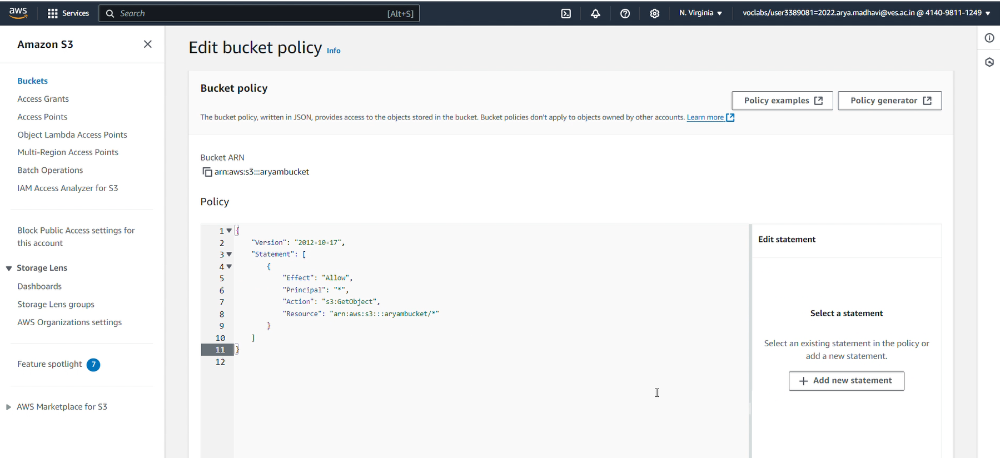 aws
Services
Search [Alt+S]
N. Virginia
voclabs/user3389081=2022.arya.madhavi@ves.ac.in @ 4140-9811-1249
Amazon S3
Buckets
Access Grants
Access Points
Object Lambda Access Points
Multi-Region Access Points
Batch Operations
IAM Access Analyzer for S3
Block Public Access settings for
this account
Storage Lens
Dashboards
Storage Lens groups
AWS Organizations settings
Feature spotlight 7
AWS Marketplace for S3
Edit bucket policy Info
Bucket policy
Policy examples
Policy generator
The bucket policy, written in JSON, provides access to the objects stored in the bucket. Bucket policies don't apply to objects owned by other accounts. Learn more
Bucket ARN
arn:aws:s3:::aryambucket
Policy
1 {
2 "Version": "2012-10-17",
3 "Statement": [
4 {
5 "Effect": "Allow",
6 "Principal": "*",
7 "Action": "s3:GetObject",
8 "Resource": "arn:aws:s3:::aryambucket/*"
9 }
10 ]
11 }
12
Edit statement
Select a statement
Select an existing statement in the policy or
add a new statement.
+ Add new statement